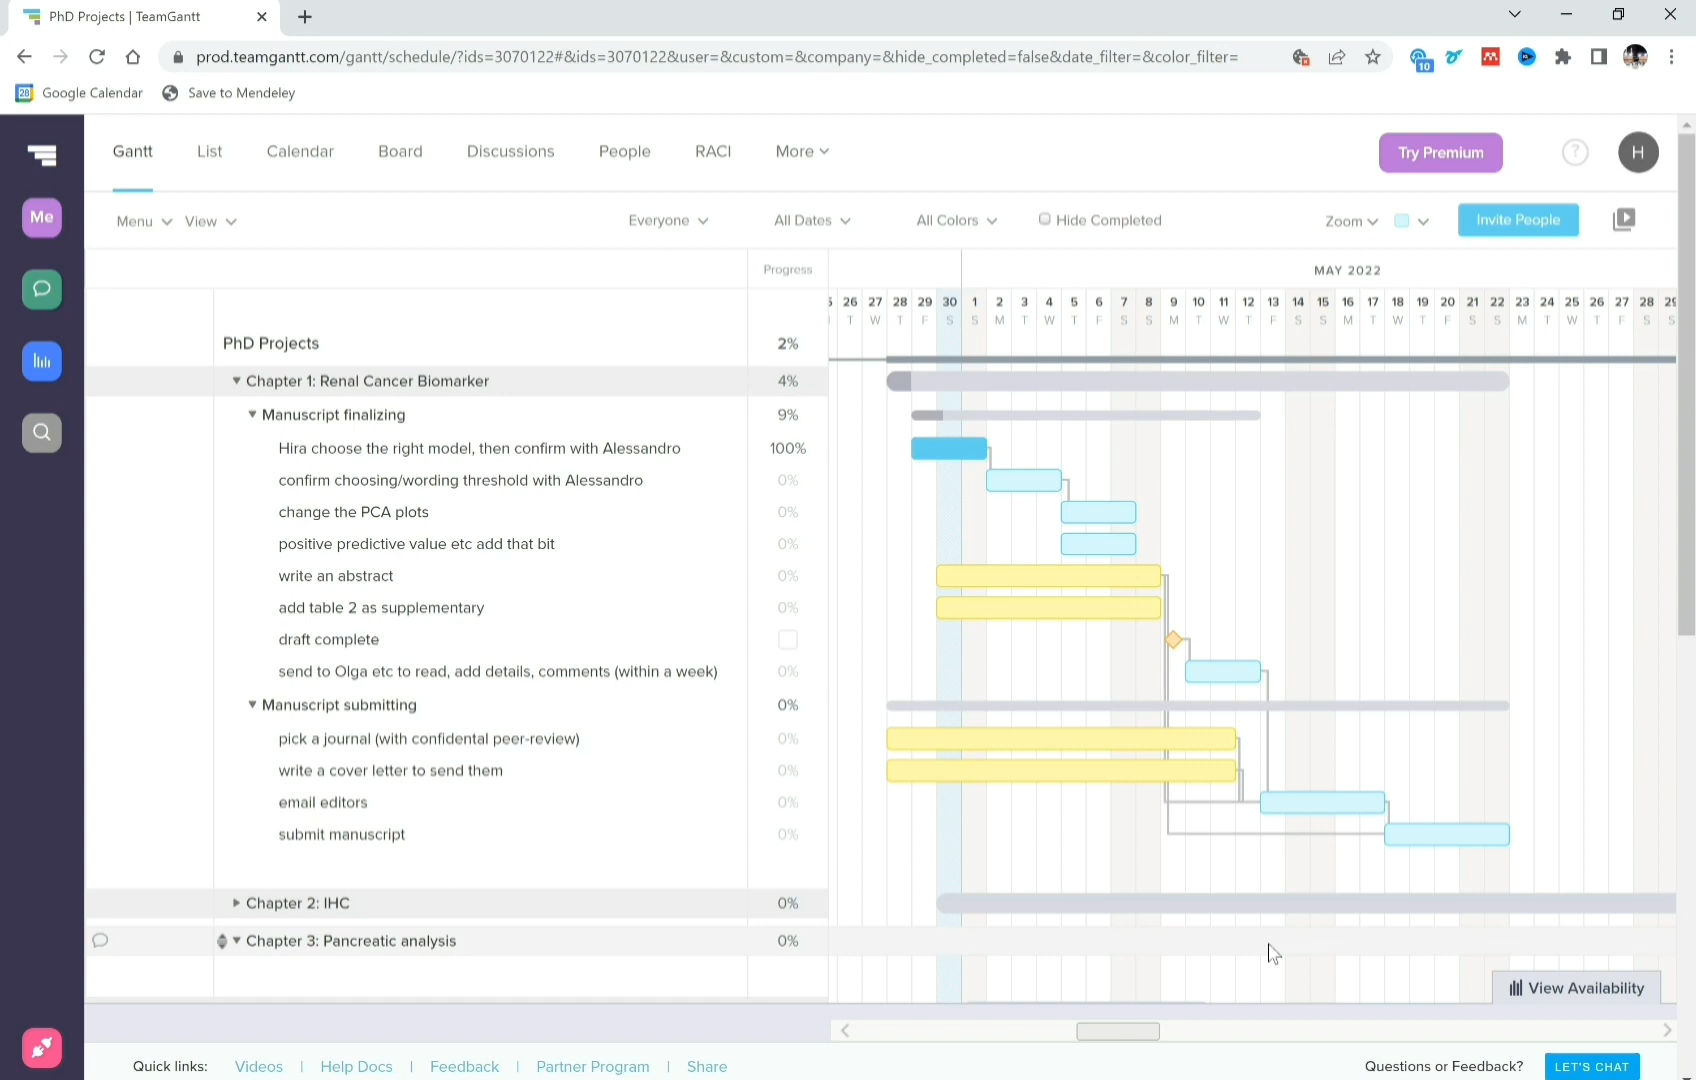 PhD Projects | TeamGantt
prod.teamgantt.com/gantt/schedule/?ids=3070122#&ids=3070122&user=&custom=&company=&hide_completed=false&date_filter=&color_filter=
10
28 Google Calendar Save to Mendeley
Gantt List Calendar Board Discussions People RACI More Try Premium ? H
Me
Menu View Everyone All Dates All Colors Hide Completed Zoom Invite People
Progress MAY 2022
26 27 28 29 30 1 2 3 4 5 6 7 8 9 10 11 12 13 14 15 16 17 18 19 20 21 22 23 24 25 26 27 28 29
T W T F S S M T W T F S S M T W T F S S M T W T F S S M T W T F S S
PhD Projects 2%
Chapter 1: Renal Cancer Biomarker 4%
Manuscript finalizing 9%
Hira choose the right model, then confirm with Alessandro 100%
confirm choosing/wording threshold with Alessandro 0%
change the PCA plots 0%
positive predictive value etc add that bit 0%
write an abstract 0%
add table 2 as supplementary 0%
draft complete
send to Olga etc to read, add details, comments (within a week) 0%
Manuscript submitting 0%
pick a journal (with confidental peer-review) 0%
write a cover letter to send them 0%
email editors 0%
submit manuscript 0%
Chapter 2: IHC 0%
Chapter 3: Pancreatic analysis 0%
View Availability
Quick links: Videos | Help Docs | Feedback | Partner Program | Share Questions or Feedback? LET'S CHAT